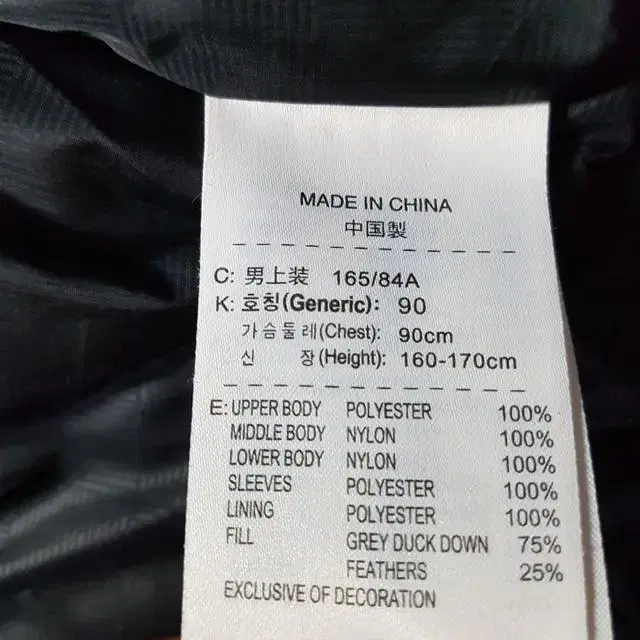 MADE IN CHINA
中国製
C: 男上装 165/84A
K: 호칭(Generic): 90
가슴둘레(Chest): 90cm
신 장(Height): 160-170cm
E: UPPER BODY POLYESTER 100%
MIDDLE BODY NYLON 100%
LOWER BODY NYLON 100%
SLEEVES POLYESTER 100%
LINING POLYESTER 100%
FILL GREY DUCK DOWN 75%
FEATHERS 25%
EXCLUSIVE OF DECORATION